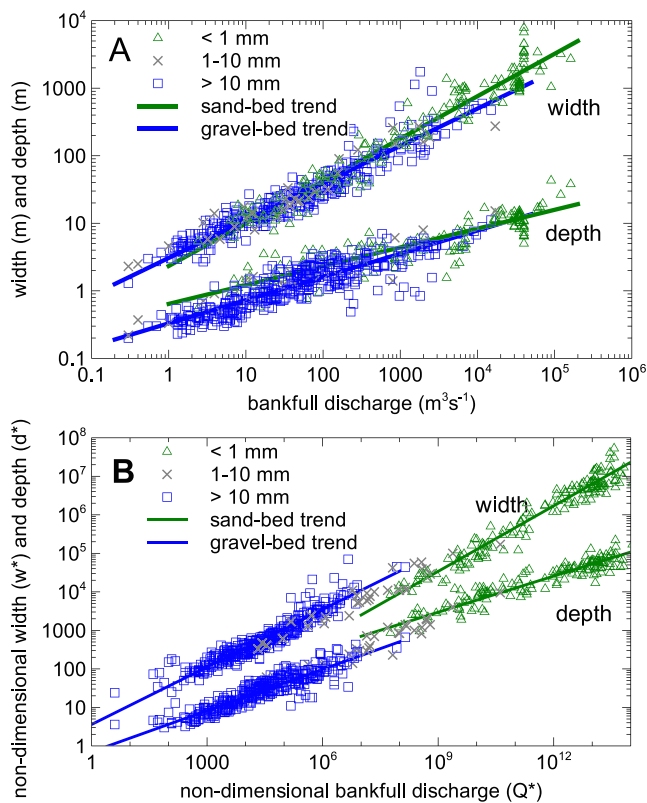 A
< 1 mm
1-10 mm
> 10 mm
sand-bed trend
gravel-bed trend
width
depth
10⁴
1000
100
10
1
0.1
width (m) and depth (m)
0.1 1 10 100 1000 10⁴ 10⁵ 10⁶
bankfull discharge (m³s⁻¹)
B
< 1 mm
1-10 mm
> 10 mm
sand-bed trend
gravel-bed trend
width
depth
10⁸
10⁷
10⁶
10⁵
10⁴
1000
100
10
1
non-dimensional width (w*) and depth (d*)
1 1000 10⁶ 10⁹ 10¹²
non-dimensional bankfull discharge (Q*)